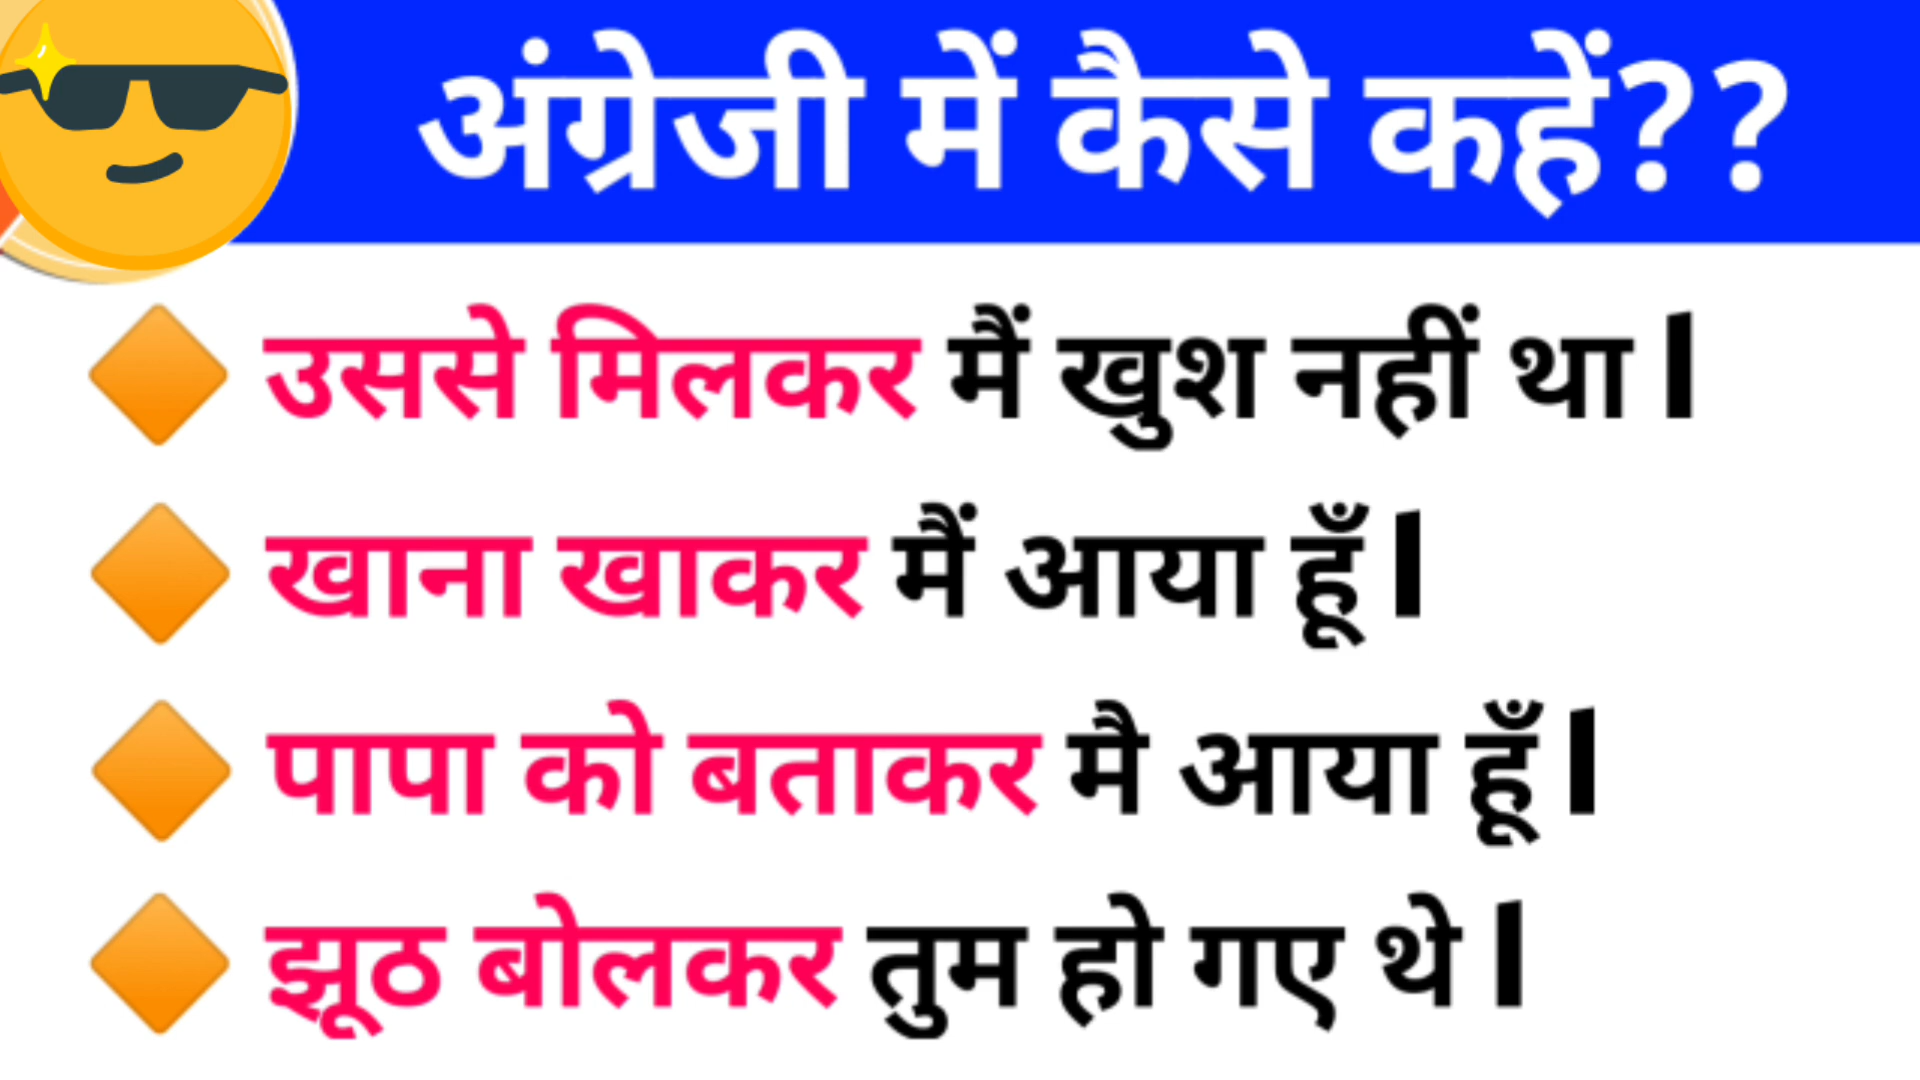 अंग्रेजी में कैसे कहें??
उससे मिलकर मैं खुश नहीं था।
खाना खाकर मैं आया हूँ।
पापा को बताकर मै आया हूँ।
झूठ बोलकर तुम हो गए थे।